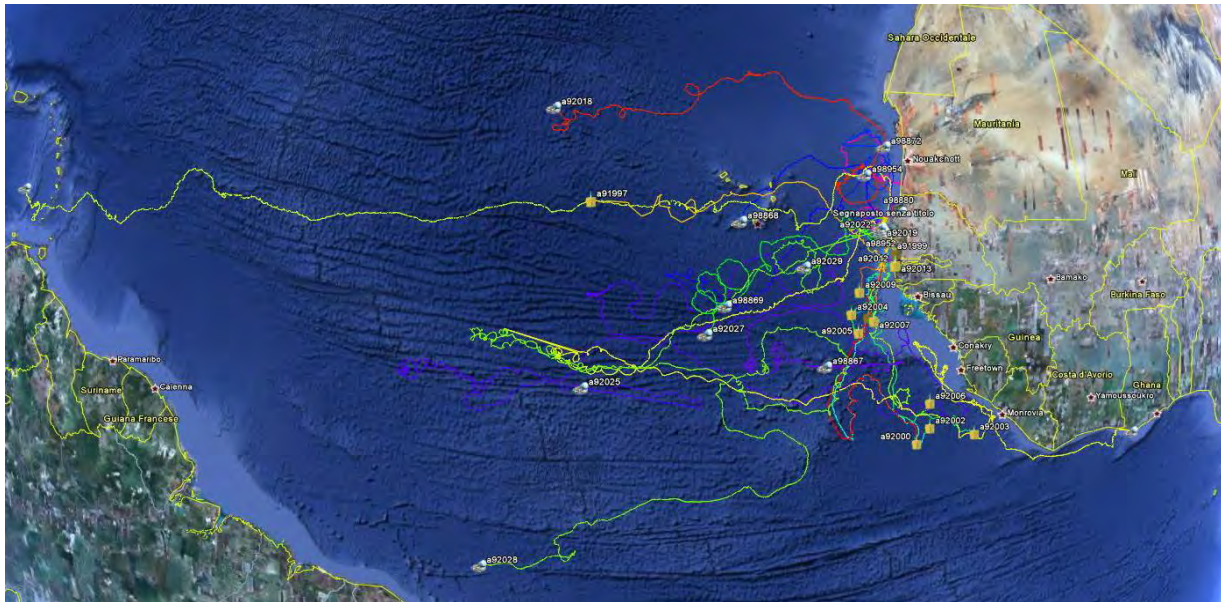 Sahara Occidentale
a92018
Mauritania
a98872
Nouakchott
a98954
Mali
a91997
a98880
a98868
Segnaposto senza titolo
a92022
a92019
a98952
a91999
a92029
a92012
a92013
Bamako
Burkina Faso
a92009
Bissau
a98869
a92004
a92007
a92005
a92027
Guinea
Conakry
Paramaribo
a98867
Freetown
Costa d'Avorio
Ghana
Suriname
Caienna
a92025
Yamoussoukro
a92006
Guiana Francese
Monrovia
a92002
a92003
a92000
a92028